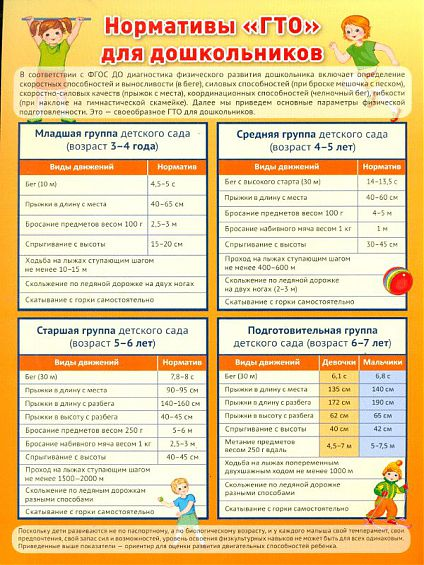 Нормативы «ГТО»
для дошкольников
В соответствии с ФГОС ДО диагностика физического развития дошкольника включает определение
скоростных способностей и выносливости (в беге), силовых способностей (при броске мешочка с песком),
скоростно-силовых качеств (прыжок с места), координационных способностей (челночный бег), гибкости
(при наклоне на гимнастической скамейке). Далее мы приведем основные параметры физической
подготовленности. Это — своеобразное ГТО для дошкольников.
Младшая группа детского сада
(возраст 3–4 года)
Виды движений Норматив
Бег (10 м) 4,5–5 с
Прыжки в длину с места 40–65 см
Бросание предметов весом 100 г 2,5–3 м
Спрыгивание с высоты 15–20 см
Ходьба на лыжах ступающим шагом
не менее 10–15 м
Скольжение по ледяной дорожке на двух ногах
Скатывание с горки самостоятельно
Средняя группа детского сада
(возраст 4–5 лет)
Виды движений Норматив
Бег с высокого старта (30 м) 14–13,5 с
Прыжки в длину с места 40–60 см
Бросание предметов весом 100 г 4–5 м
Бросание набивного мяча весом 1 кг 1 м
Спрыгивание с высоты 30–45 см
Проход на лыжах ступающим шагом
не менее 400–600 м
Скольжение по ледяной дорожке
на двух ногах (2–3 м)
Скатывание с горки самостоятельно
Старшая группа детского сада
(возраст 5–6 лет)
Виды движений Норматив
Бег (30 м) 7,8–8 с
Прыжки в длину с места 90–95 см
Прыжки в длину с разбега 140–160 см
Прыжки в высоту с разбега 40–45 см
Бросание предметов весом 250 г 5–6 м
Бросание набивного мяча весом 1 кг 2,5–3 м
Спрыгивание с высоты 40–45 см
Проход на лыжах ступающим шагом
не менее 1500–2000 м
Скольжение по ледяным дорожкам
разными способами
Скатывание с горки самостоятельно
Подготовительная группа
детского сада (возраст 6–7 лет)
Виды движений Девочки Мальчики
Бег (30 м) 6,1 с 6,8 с
Прыжки в длину с места 135 см 140 см
Прыжки в длину с разбега 172 см 190 см
Прыжки в высоту с разбега 62 см 65 см
Спрыгивание с высоты 40 см 42 см
Метание предметов
весом 250 г вдаль 4,5–7 м 5–7,5 м
Ходьба на лыжах попеременным
двухшажным ходом не менее 1000 м
Скольжение по ледяной дорожке
разными способами
Скатывание с горки самостоятельно
Поскольку дети развиваются не по паспортному, а по биологическому возрасту, и у каждого малыша свой темперамент, свои
предпочтения, свой запас сил и возможностей, уровень освоения физкультурных навыков не может быть для всех одинаковым.
Приведенные выше показатели — ориентир для оценки развития двигательных способностей ребенка.